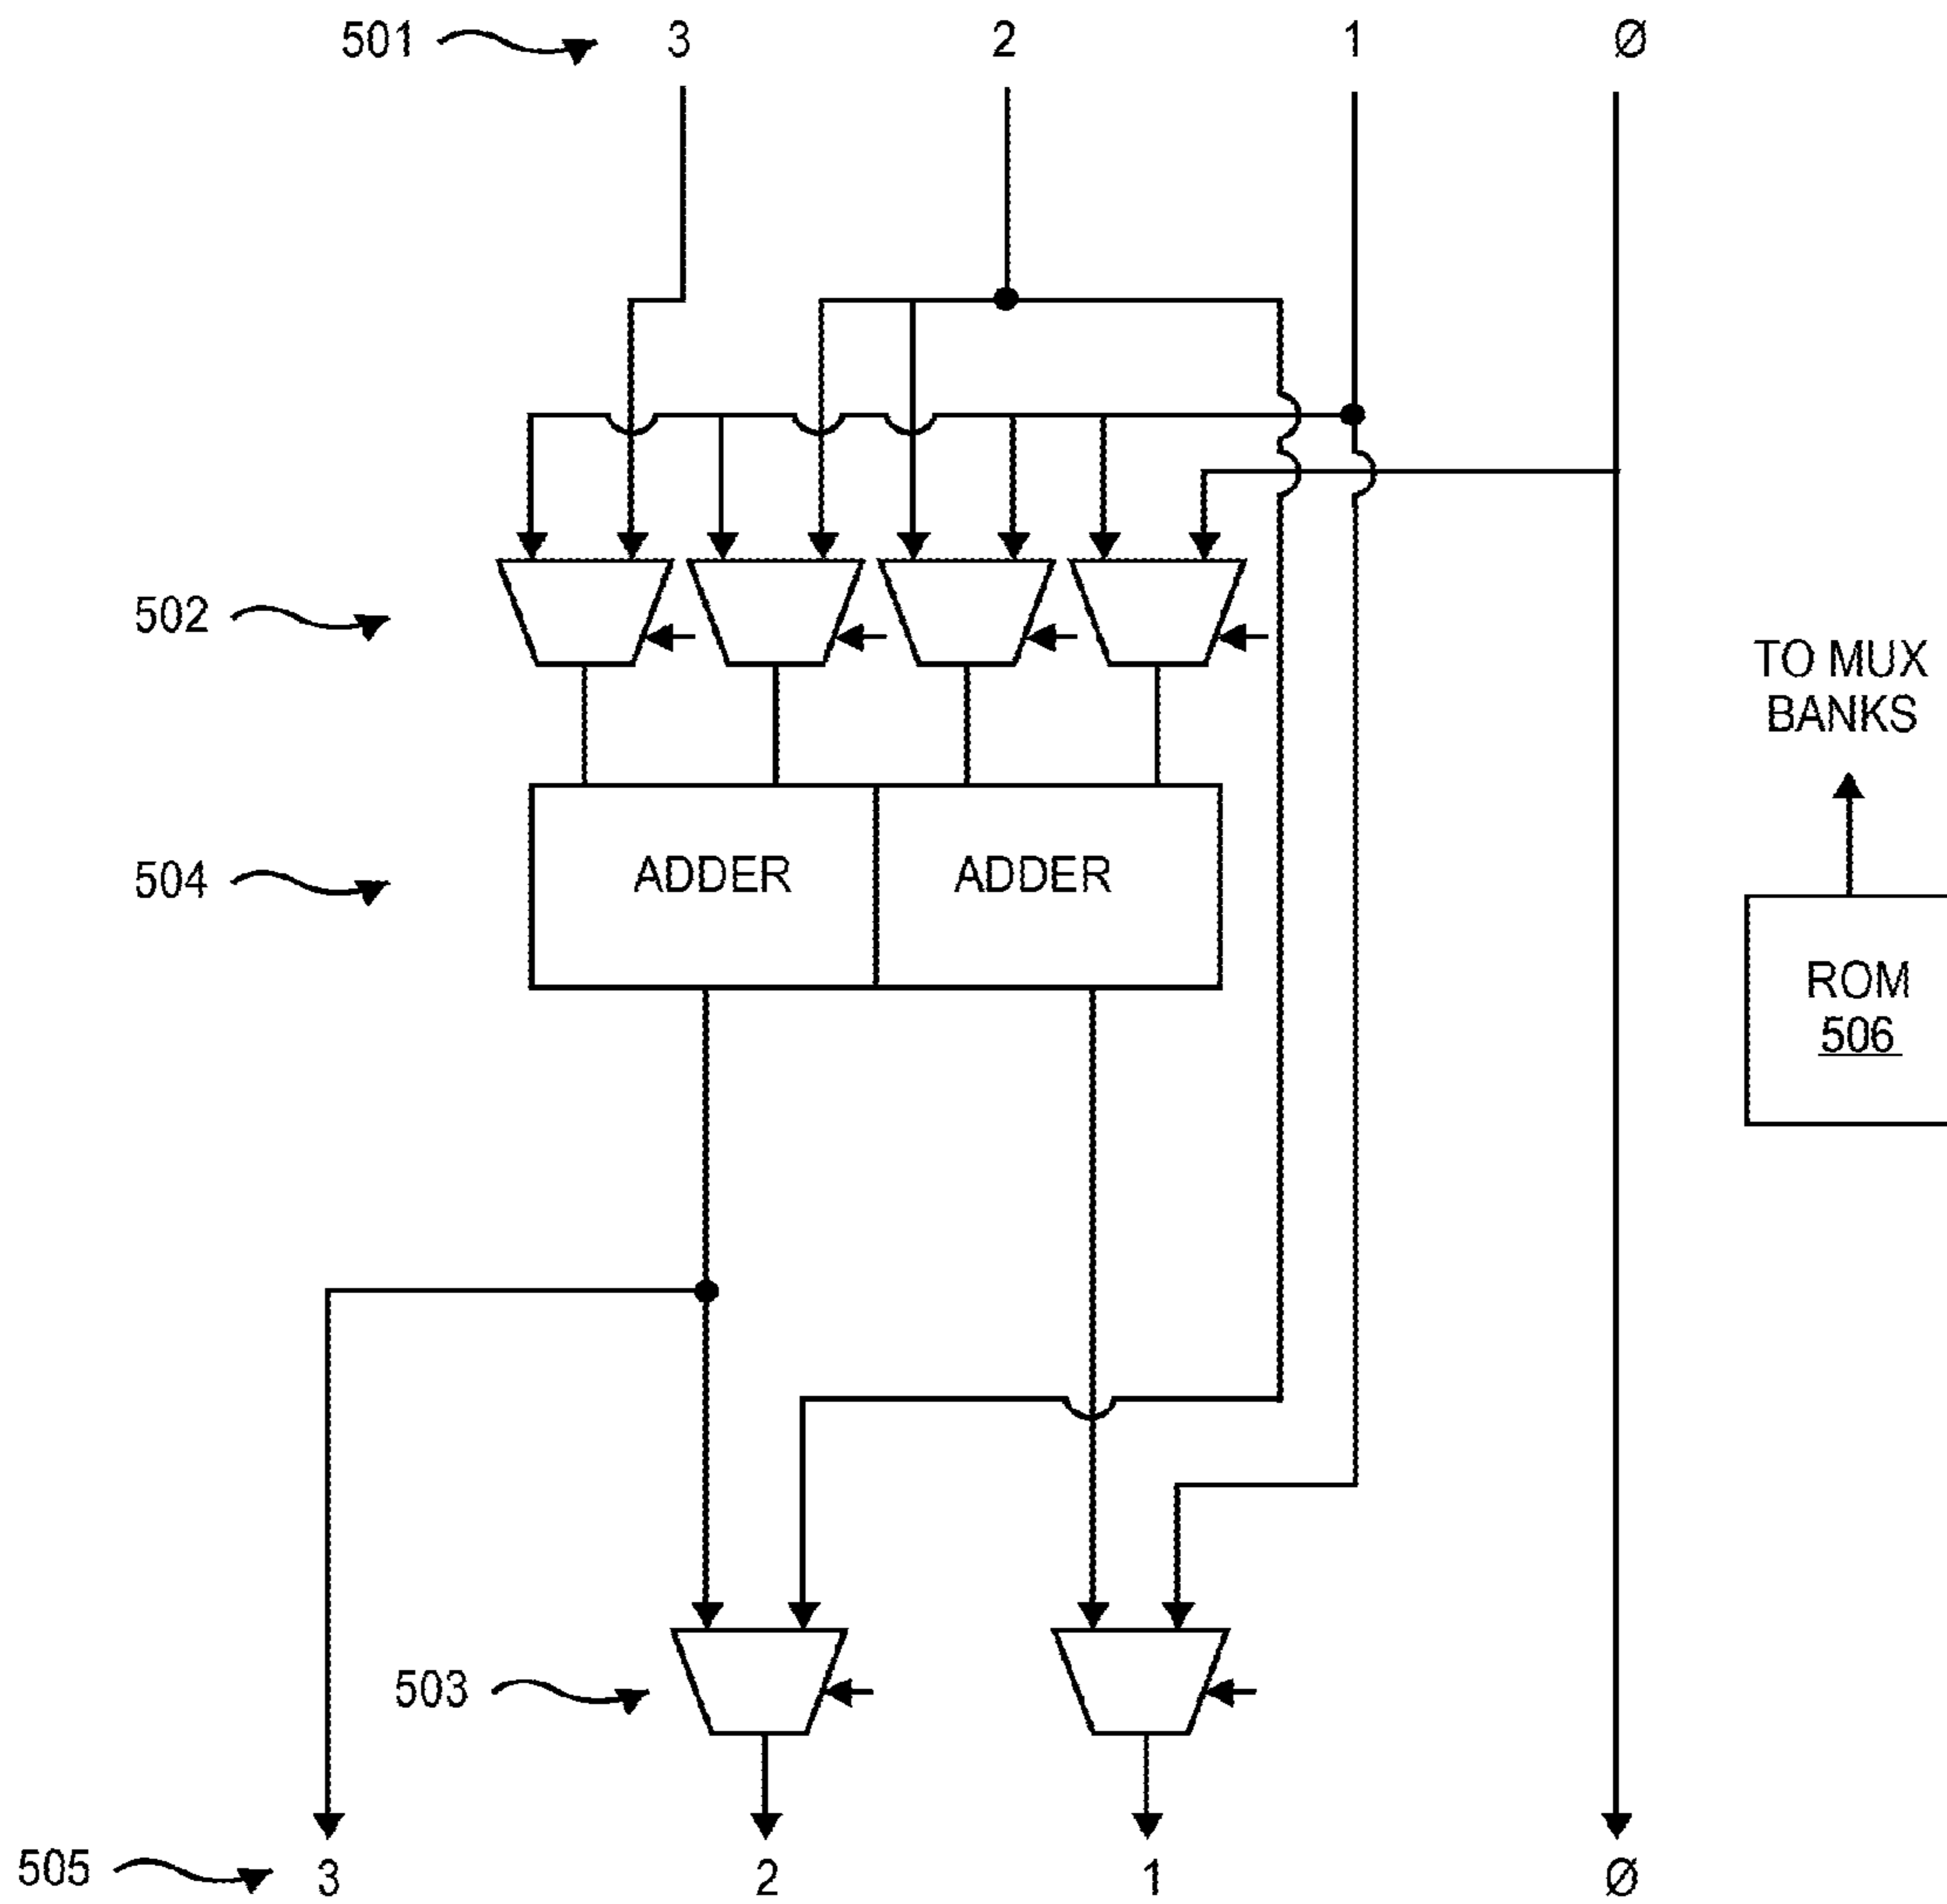 501 3 2 1 Ø
502
TO MUX
BANKS
504 ADDER ADDER
ROM
506
503
505 3 2 1 Ø